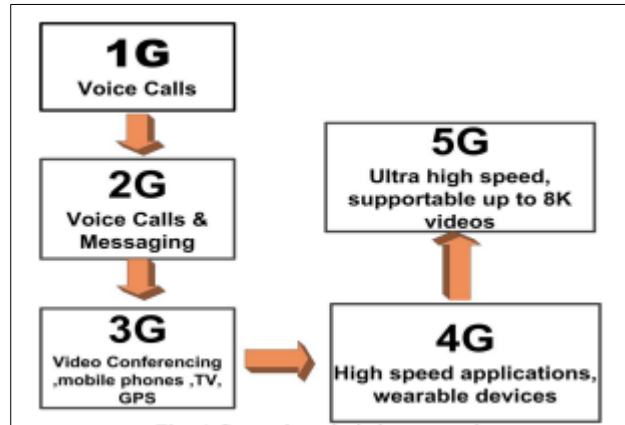 1G
Voice Calls
2G
Voice Calls &
Messaging
3G
Video Conferencing
,mobile phones ,TV,
GPS
4G
High speed applications,
wearable devices
5G
Ultra high speed,
supportable up to 8K
videos